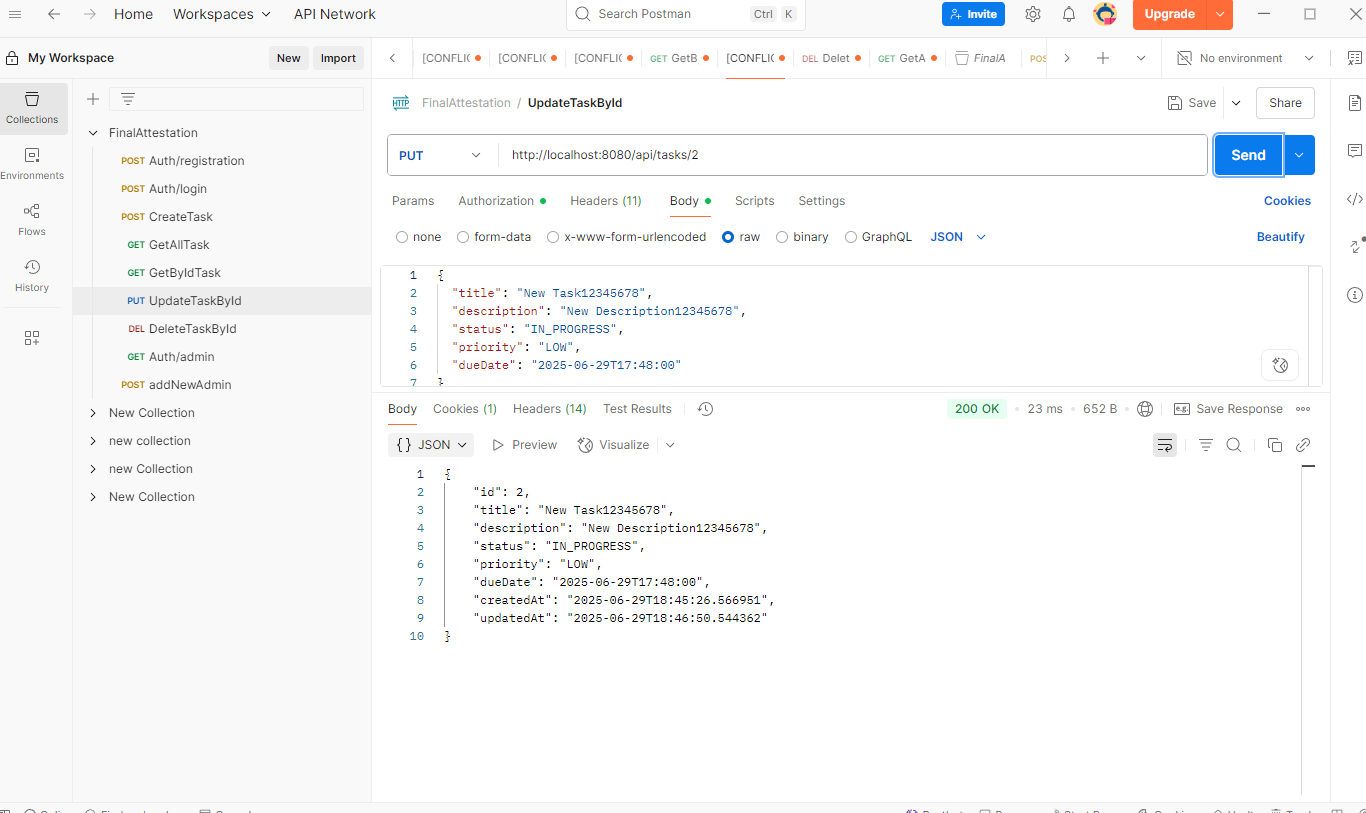 Home Workspaces API Network Search Postman Ctrl K Invite Upgrade
My Workspace New Import [CONFLIC [CONFLIC [CONFLIC GET GetB [CONFLIC DEL Delet GET GetA FinalA POS No environment
Collections
Environments
Flows
History
FinalAttestation
POST Auth/registration
POST Auth/login
POST CreateTask
GET GetAllTask
GET GetByIdTask
PUT UpdateTaskById
DEL DeleteTaskById
GET Auth/admin
POST addNewAdmin
New Collection
new collection
new Collection
New Collection
HTTP FinalAttestation / UpdateTaskById Save Share
PUT http://localhost:8080/api/tasks/2 Send
Params Authorization Headers (11) Body Scripts Settings Cookies
none form-data x-www-form-urlencoded raw binary GraphQL JSON Beautify
1 {
2 "title": "New Task12345678",
3 "description": "New Description12345678",
4 "status": "IN_PROGRESS",
5 "priority": "LOW",
6 "dueDate": "2025-06-29T17:48:00"
7 }
Body Cookies (1) Headers (14) Test Results 200 OK 23 ms 652 B e.g. Save Response
{} JSON Preview Visualize
1 {
2 "id": 2,
3 "title": "New Task12345678",
4 "description": "New Description12345678",
5 "status": "IN_PROGRESS",
6 "priority": "LOW",
7 "dueDate": "2025-06-29T17:48:00",
8 "createdAt": "2025-06-29T18:45:26.566951",
9 "updatedAt": "2025-06-29T18:46:50.544362"
10 }